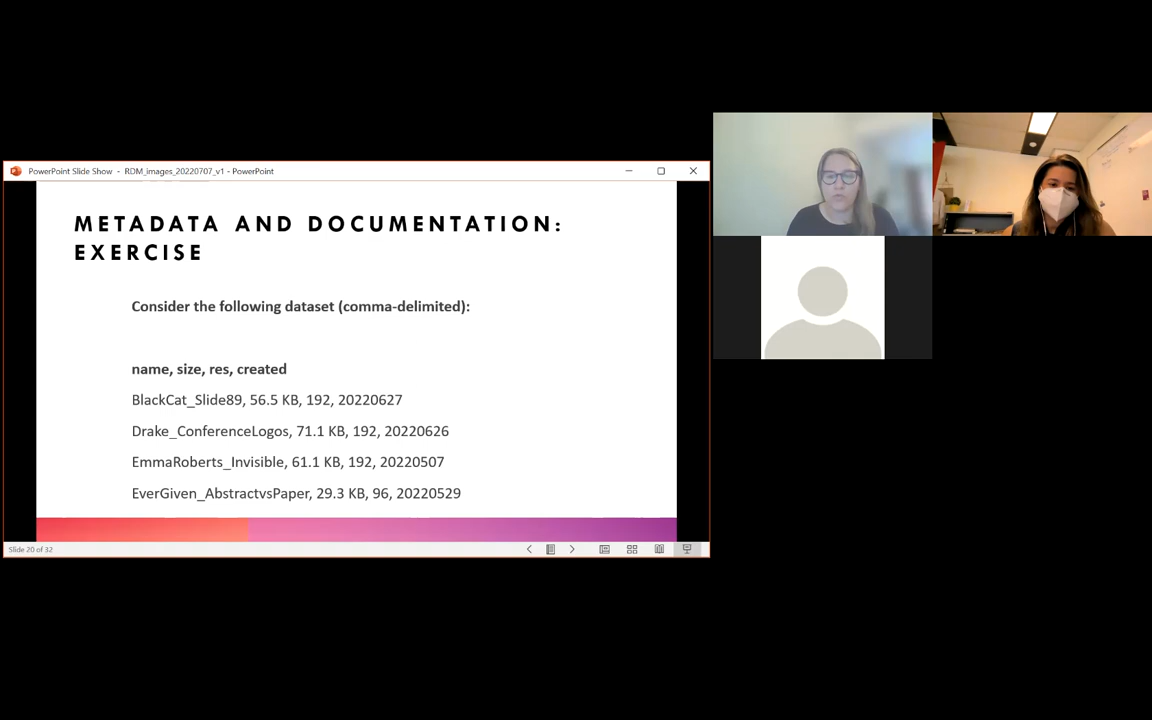 PowerPoint Slide Show - RDM_images_20220707_v1 - PowerPoint
METADATA AND DOCUMENTATION:
EXERCISE
Consider the following dataset (comma-delimited):
name, size, res, created
BlackCat_Slide89, 56.5 KB, 192, 20220627
Drake_ConferenceLogos, 71.1 KB, 192, 20220626
EmmaRoberts_Invisible, 61.1 KB, 192, 20220507
EverGiven_AbstractvsPaper, 29.3 KB, 96, 20220529
Slide 20 of 32